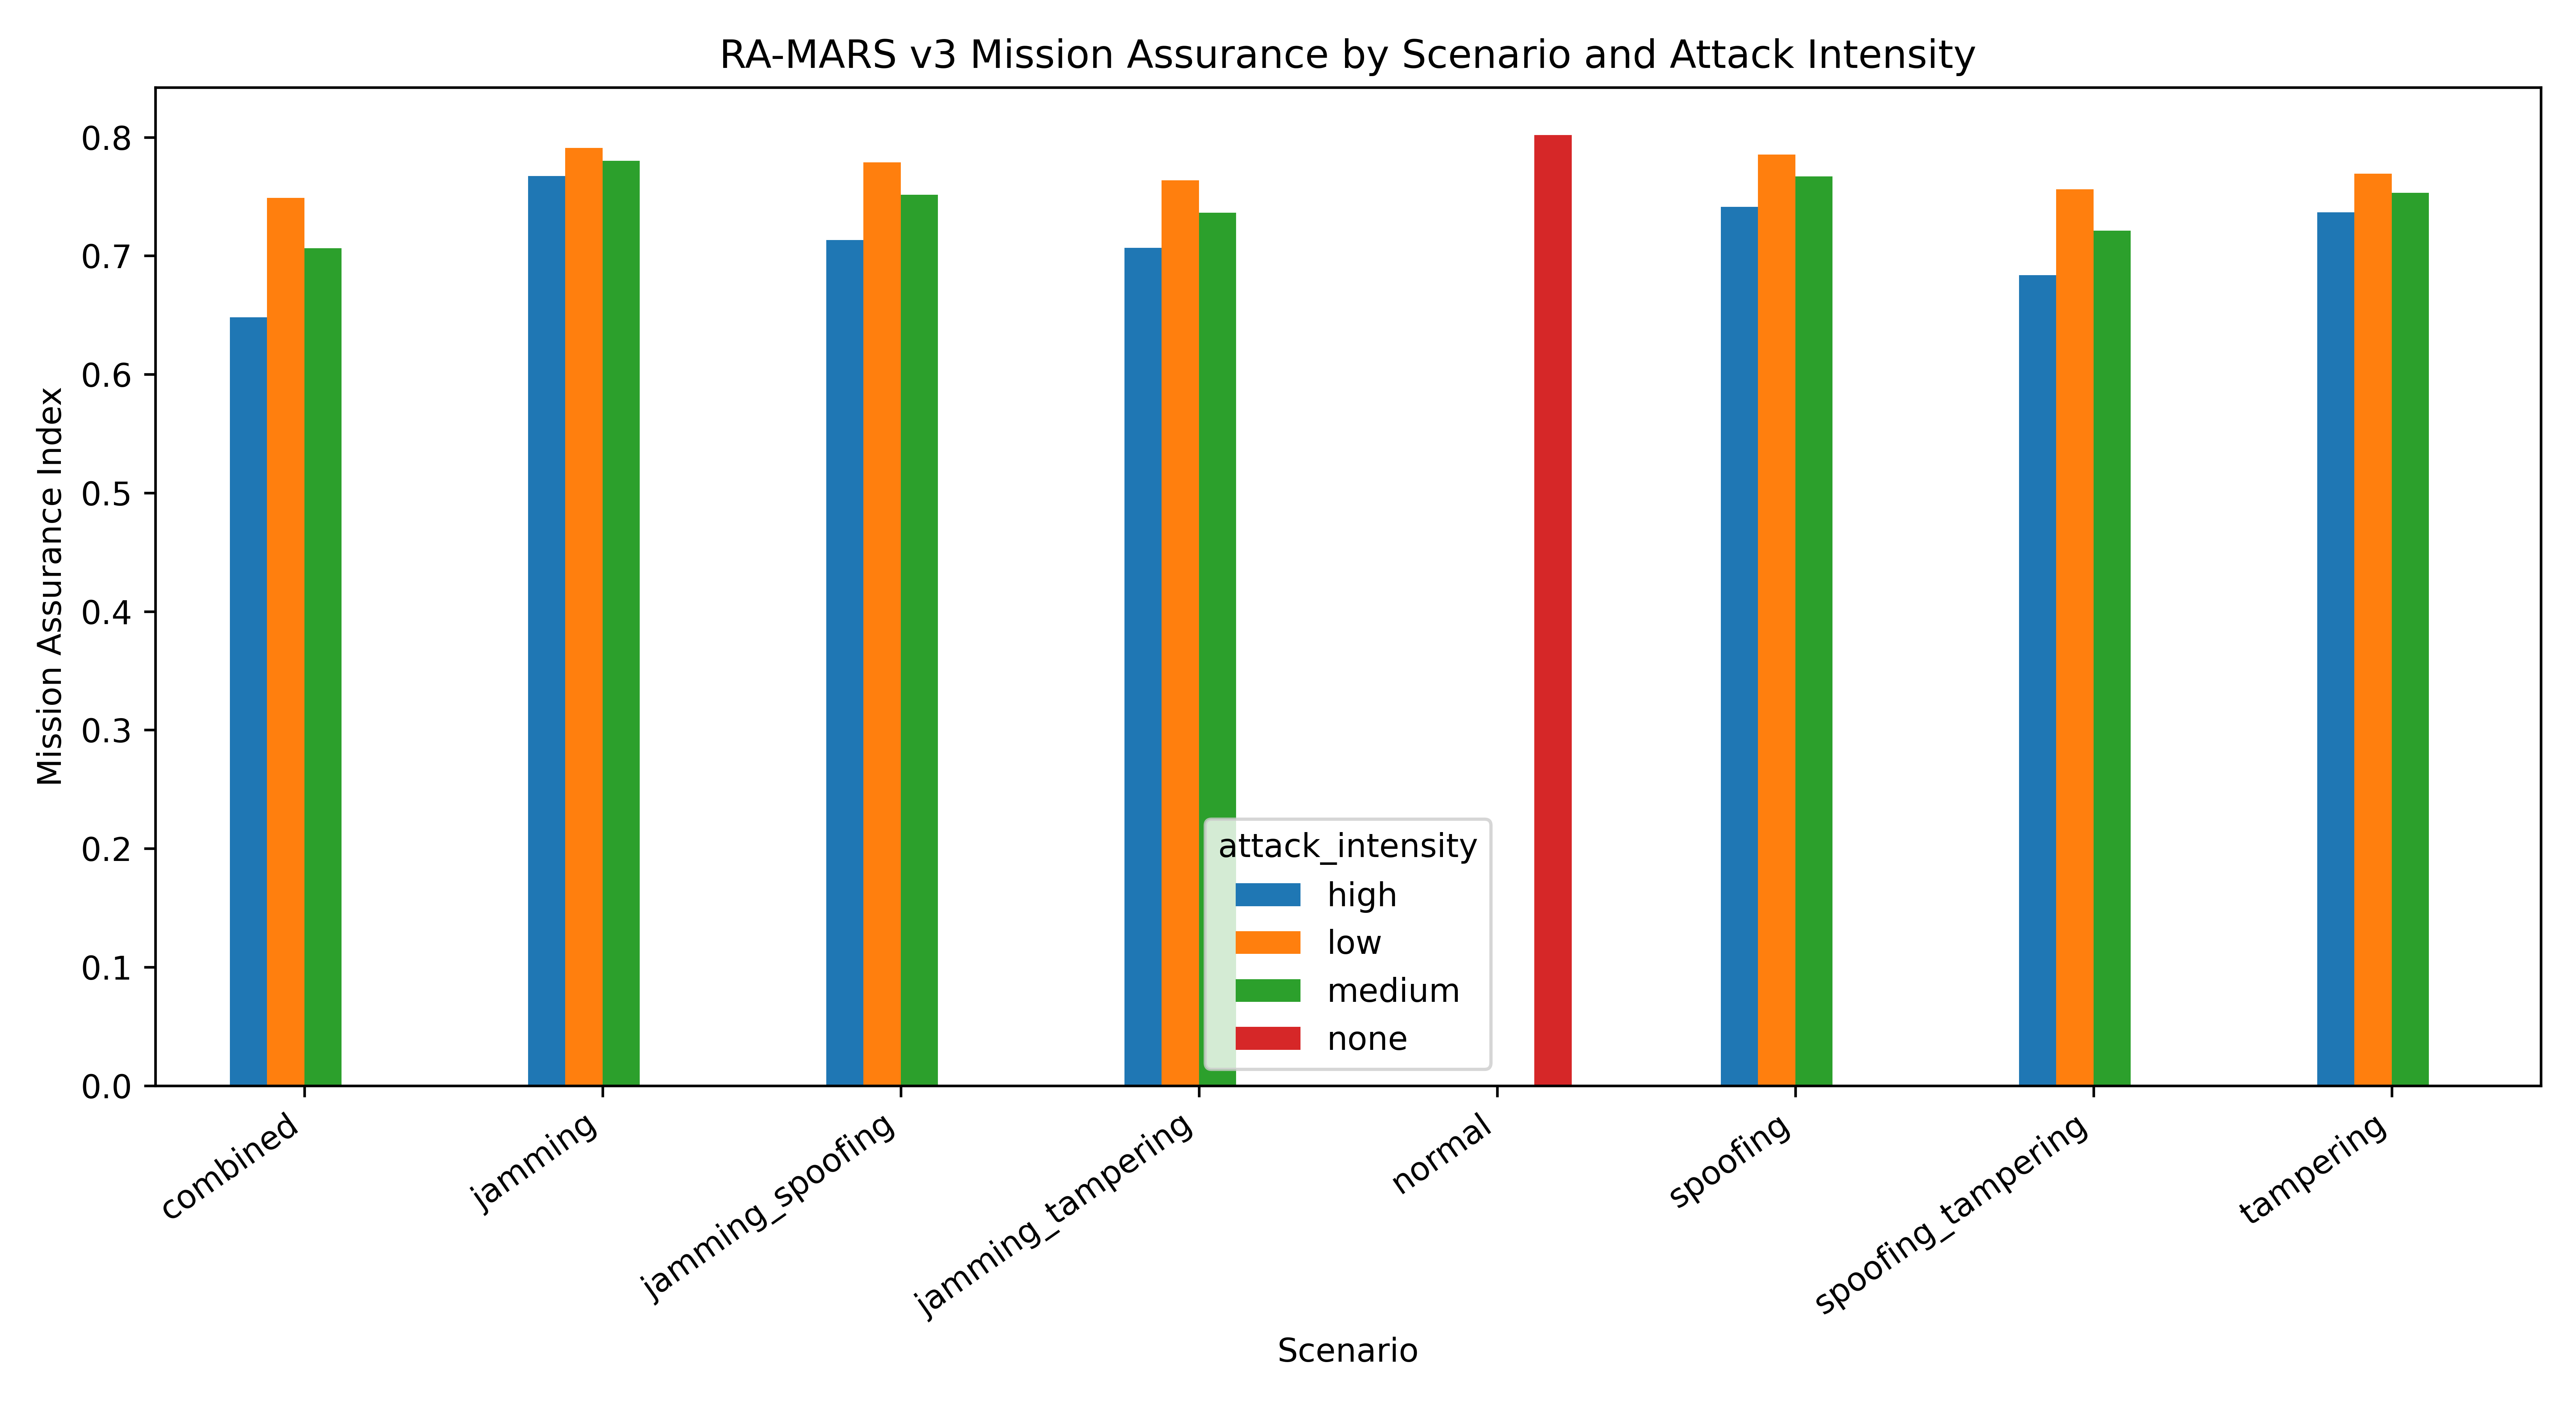 RA-MARS v3 Mission Assurance by Scenario and Attack Intensity
Mission Assurance Index
0.8
0.7
0.6
0.5
0.4
0.3
0.2
0.1
0.0
attack_intensity
high
low
medium
none
combined
jamming
jamming_spoofing
jamming_tampering
normal
spoofing
spoofing_tampering
tampering
Scenario